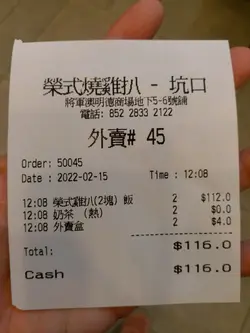 榮式燒雞扒 - 坑口
將軍澳明德商場地下5-6號舖
電話: 852 2833 2122
外賣# 45
Order: 50045
Date : 2022-02-15 Time : 12:08
12:08 榮式雞扒(2塊) 飯 2 $112.0
12:08 奶茶 (熱) 2 $0.0
12:08 外賣盒 2 $4.0
Total: $116.0
Cash $116.0